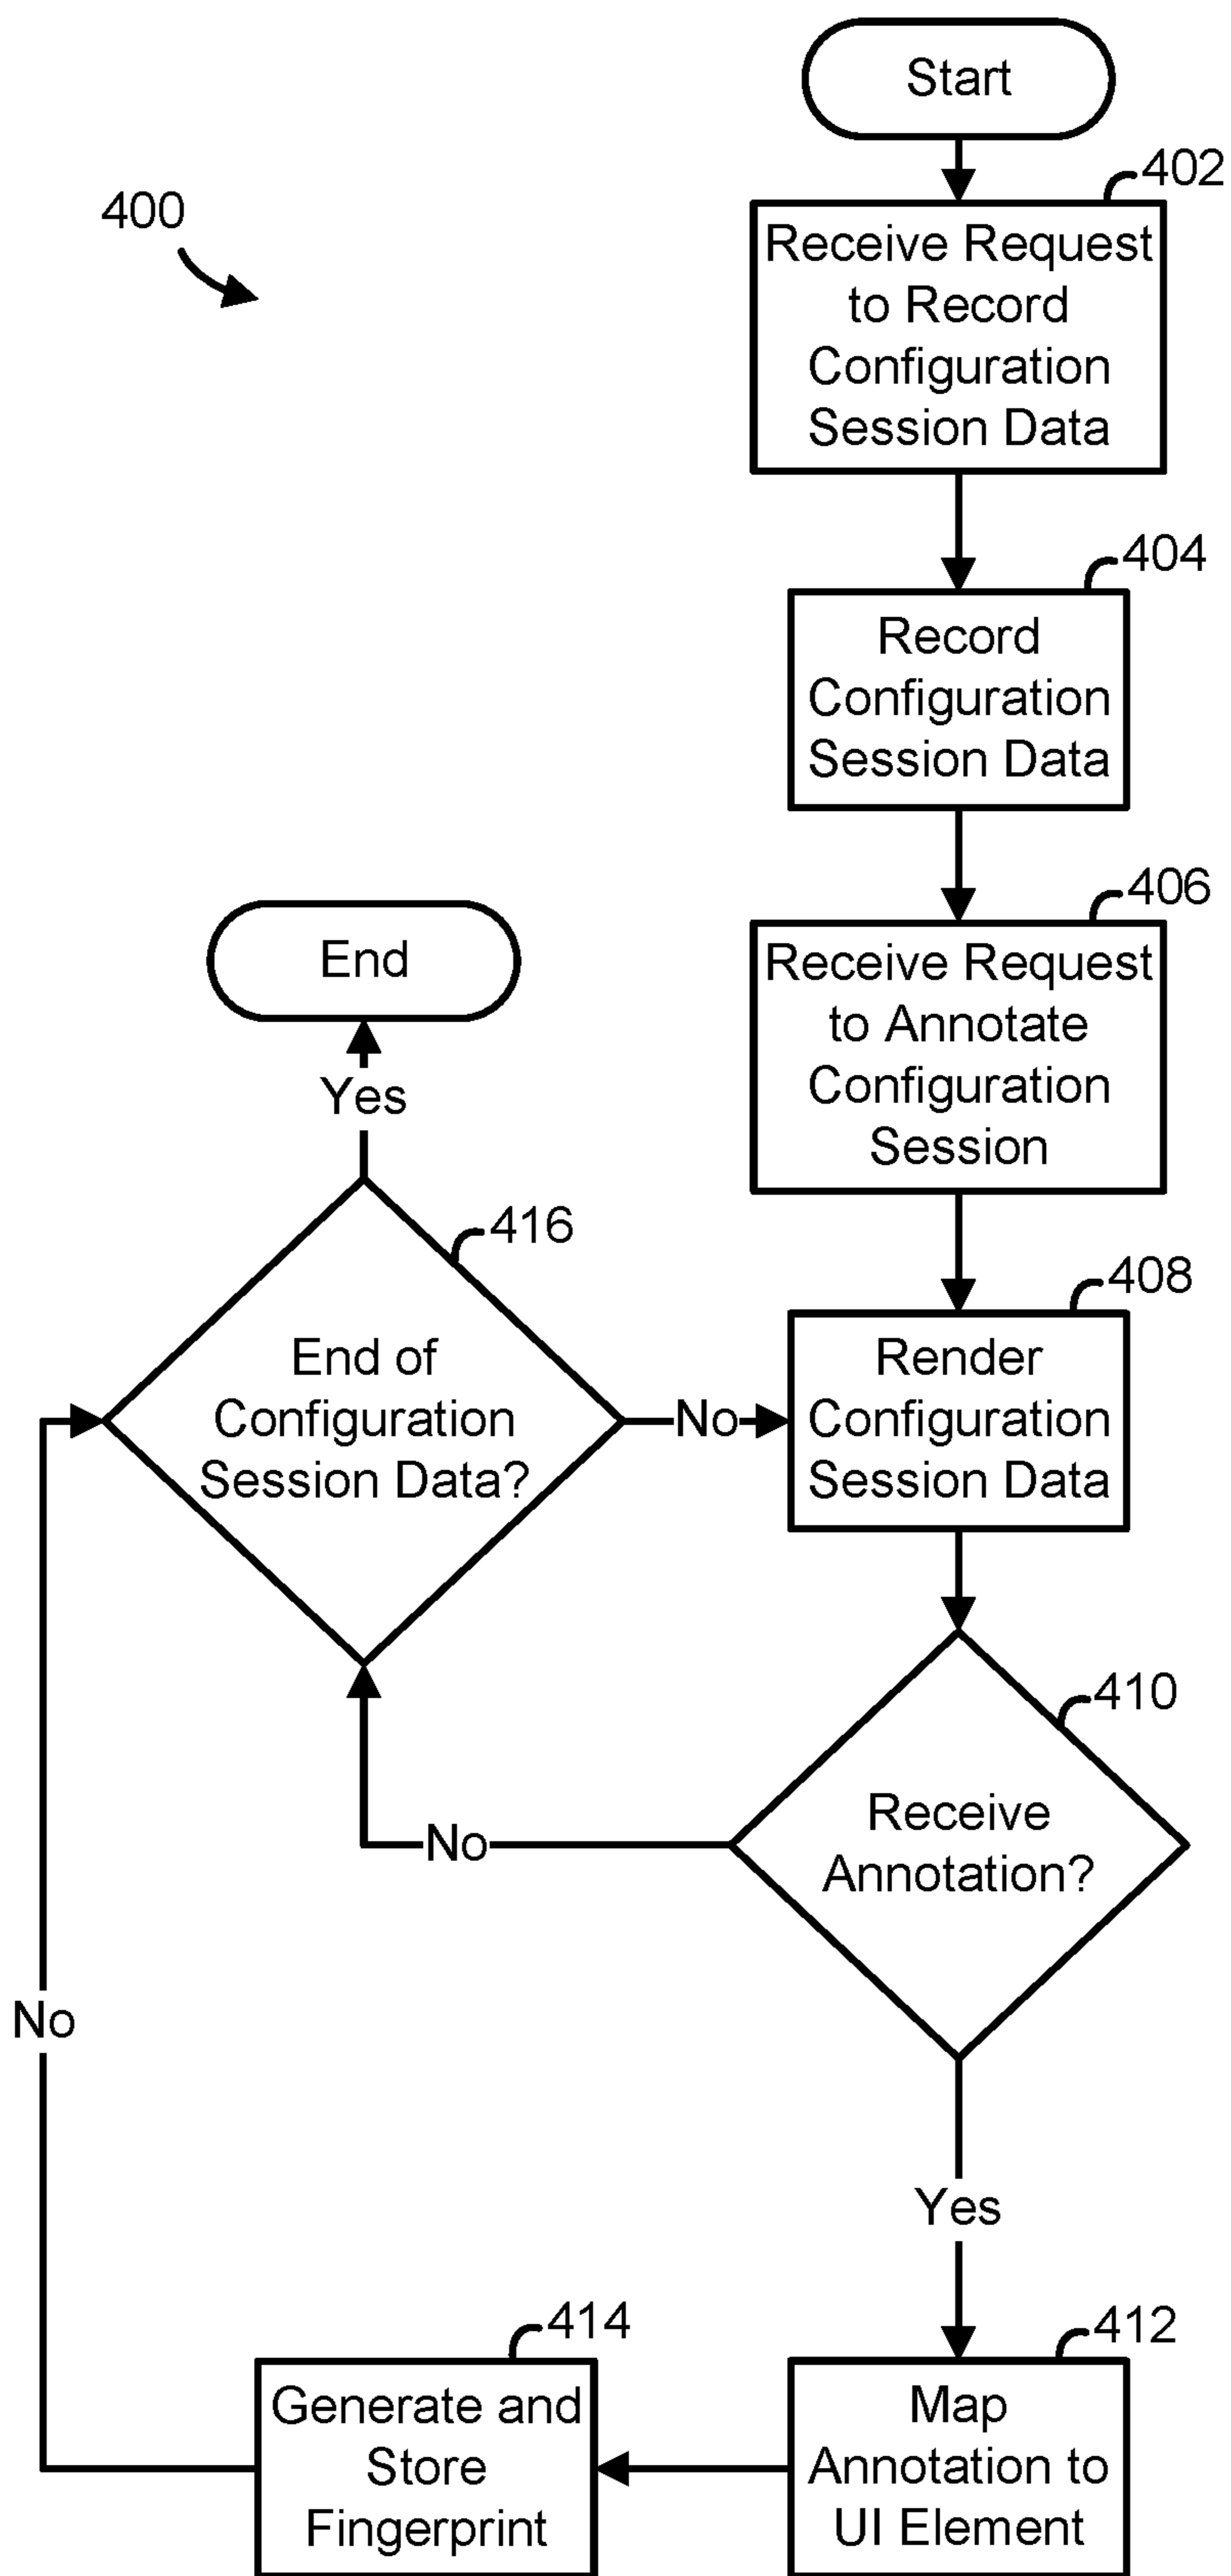 Start
400
402
Receive Request
to Record
Configuration
Session Data
404
Record
Configuration
Session Data
406
Receive Request
to Annotate
Configuration
Session
End
Yes
416
End of
Configuration
Session Data?
No
408
Render
Configuration
Session Data
410
Receive
Annotation?
No
Yes
No
412
Map
Annotation to
UI Element
414
Generate and
Store
Fingerprint